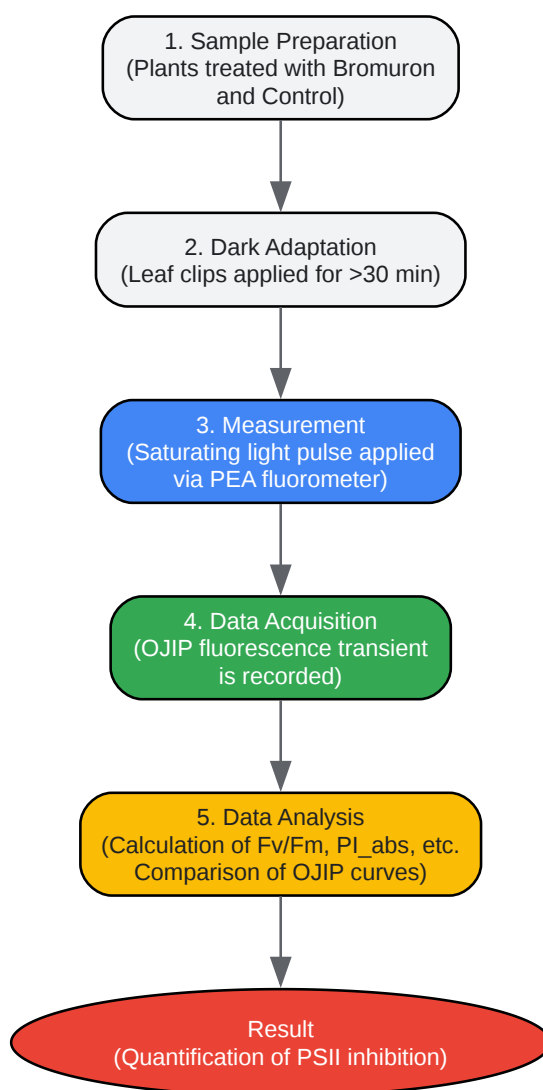 1. Sample Preparation
(Plants treated with Bromuron
and Control)
2. Dark Adaptation
(Leaf clips applied for >30 min)
3. Measurement
(Saturating light pulse applied
via PEA fluorometer)
4. Data Acquisition
(OJIP fluorescence transient
is recorded)
5. Data Analysis
(Calculation of Fv/Fm, PI_abs, etc.
Comparison of OJIP curves)
Result
(Quantification of PSII inhibition)